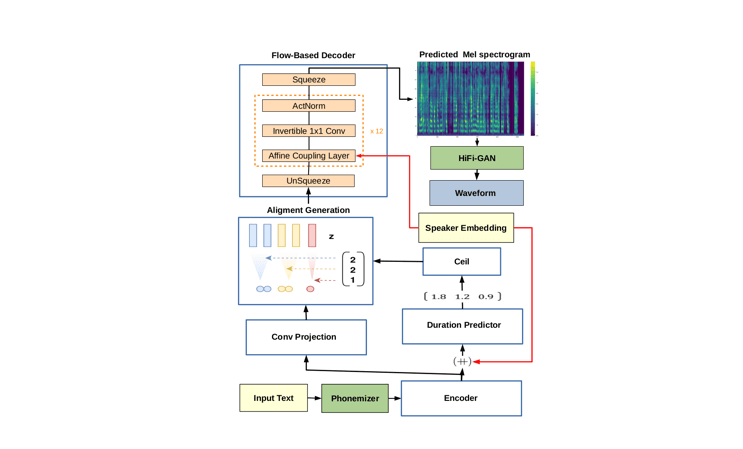 Flow-Based Decoder
Predicted Mel spectrogram
Squeeze
ActNorm
Invertible 1x1 Conv
x 12
Affine Coupling Layer
UnSqueeze
HiFi-GAN
Waveform
Aligment Generation
z
2
2
1
Speaker Embedding
Ceil
[ 1.8 1.2 0.9 ]
Duration Predictor
Conv Projection
(++)
Input Text
Phonemizer
Encoder